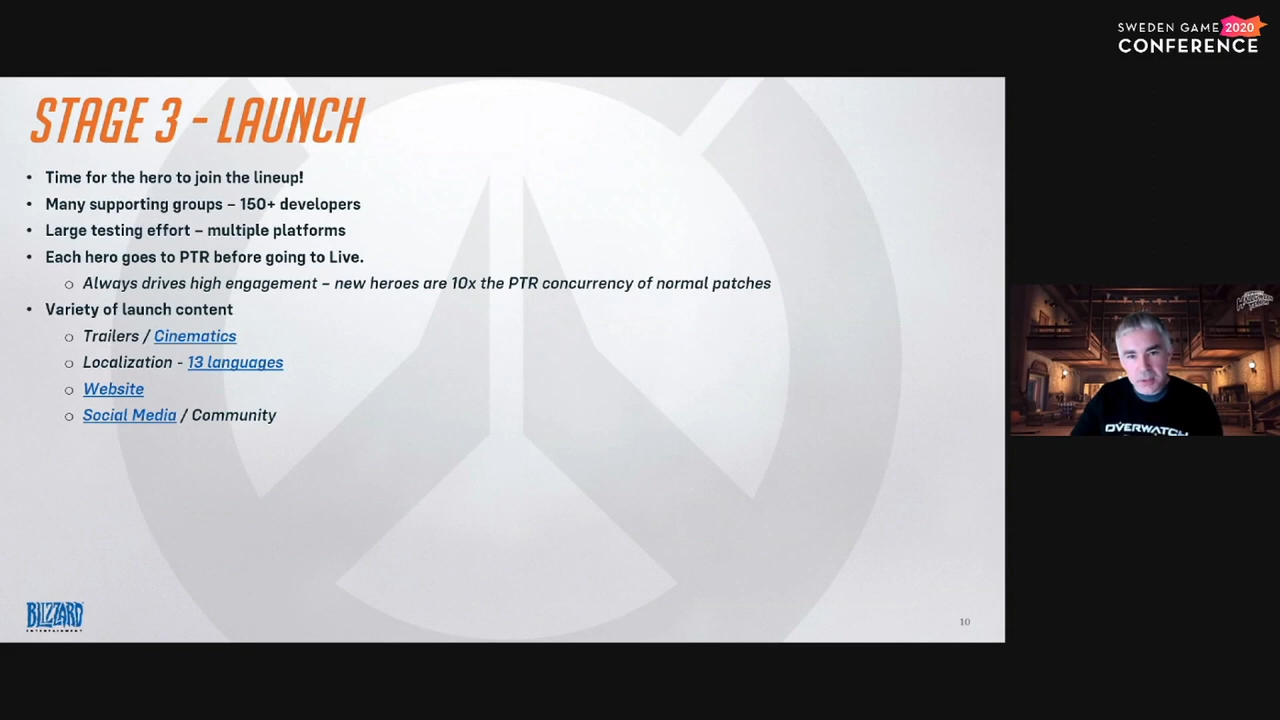 SWEDEN GAME 2020
CONFERENCE
STAGE 3 - LAUNCH
• Time for the hero to join the lineup!
• Many supporting groups – 150+ developers
• Large testing effort – multiple platforms
• Each hero goes to PTR before going to Live.
o Always drives high engagement – new heroes are 10x the PTR concurrency of normal patches
• Variety of launch content
o Trailers / Cinematics
o Localization - 13 languages
o Website
o Social Media / Community
OVERWATCH
BLIZZARD
ENTERTAINMENT
10